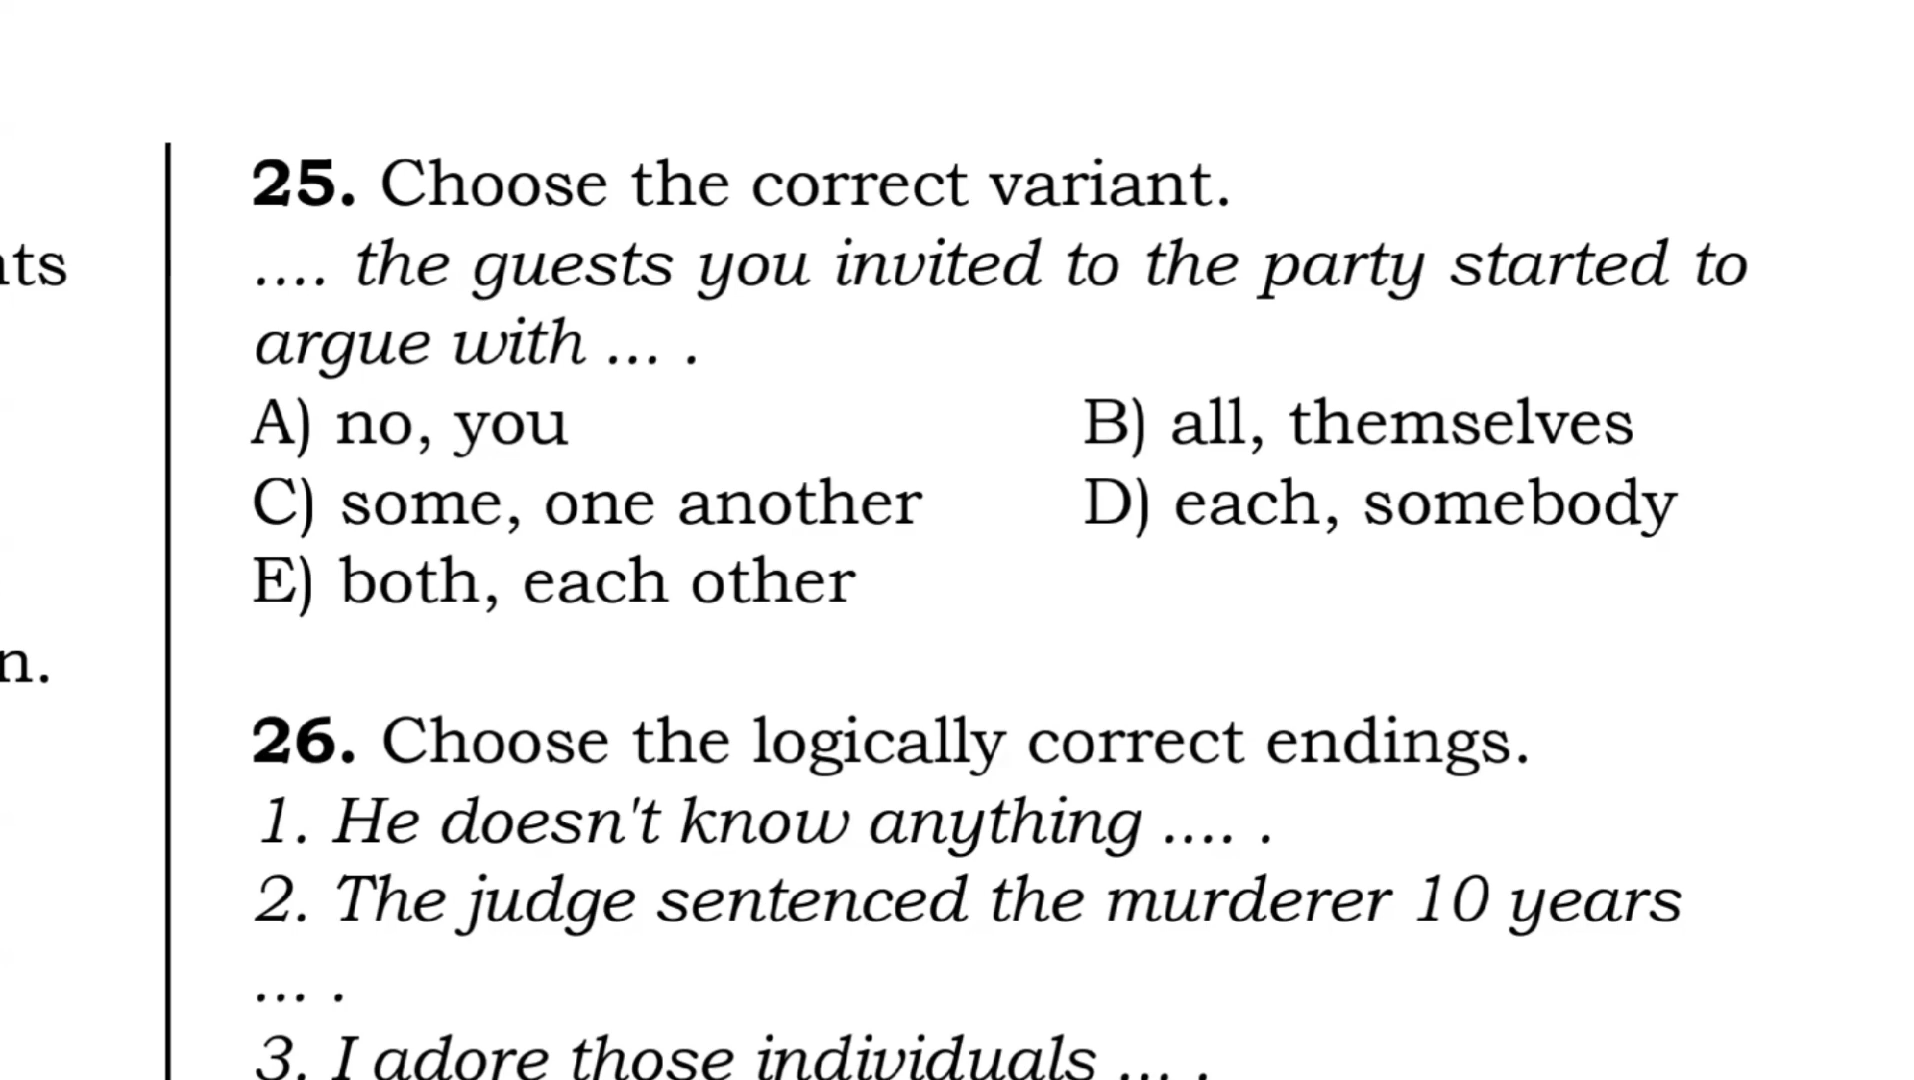 25. Choose the correct variant.
.... the guests you invited to the party started to
argue with ... .
A) no, you B) all, themselves
C) some, one another D) each, somebody
E) both, each other
26. Choose the logically correct endings.
1. He doesn't know anything .... .
2. The judge sentenced the murderer 10 years
... .
3. I adore those individuals ... .